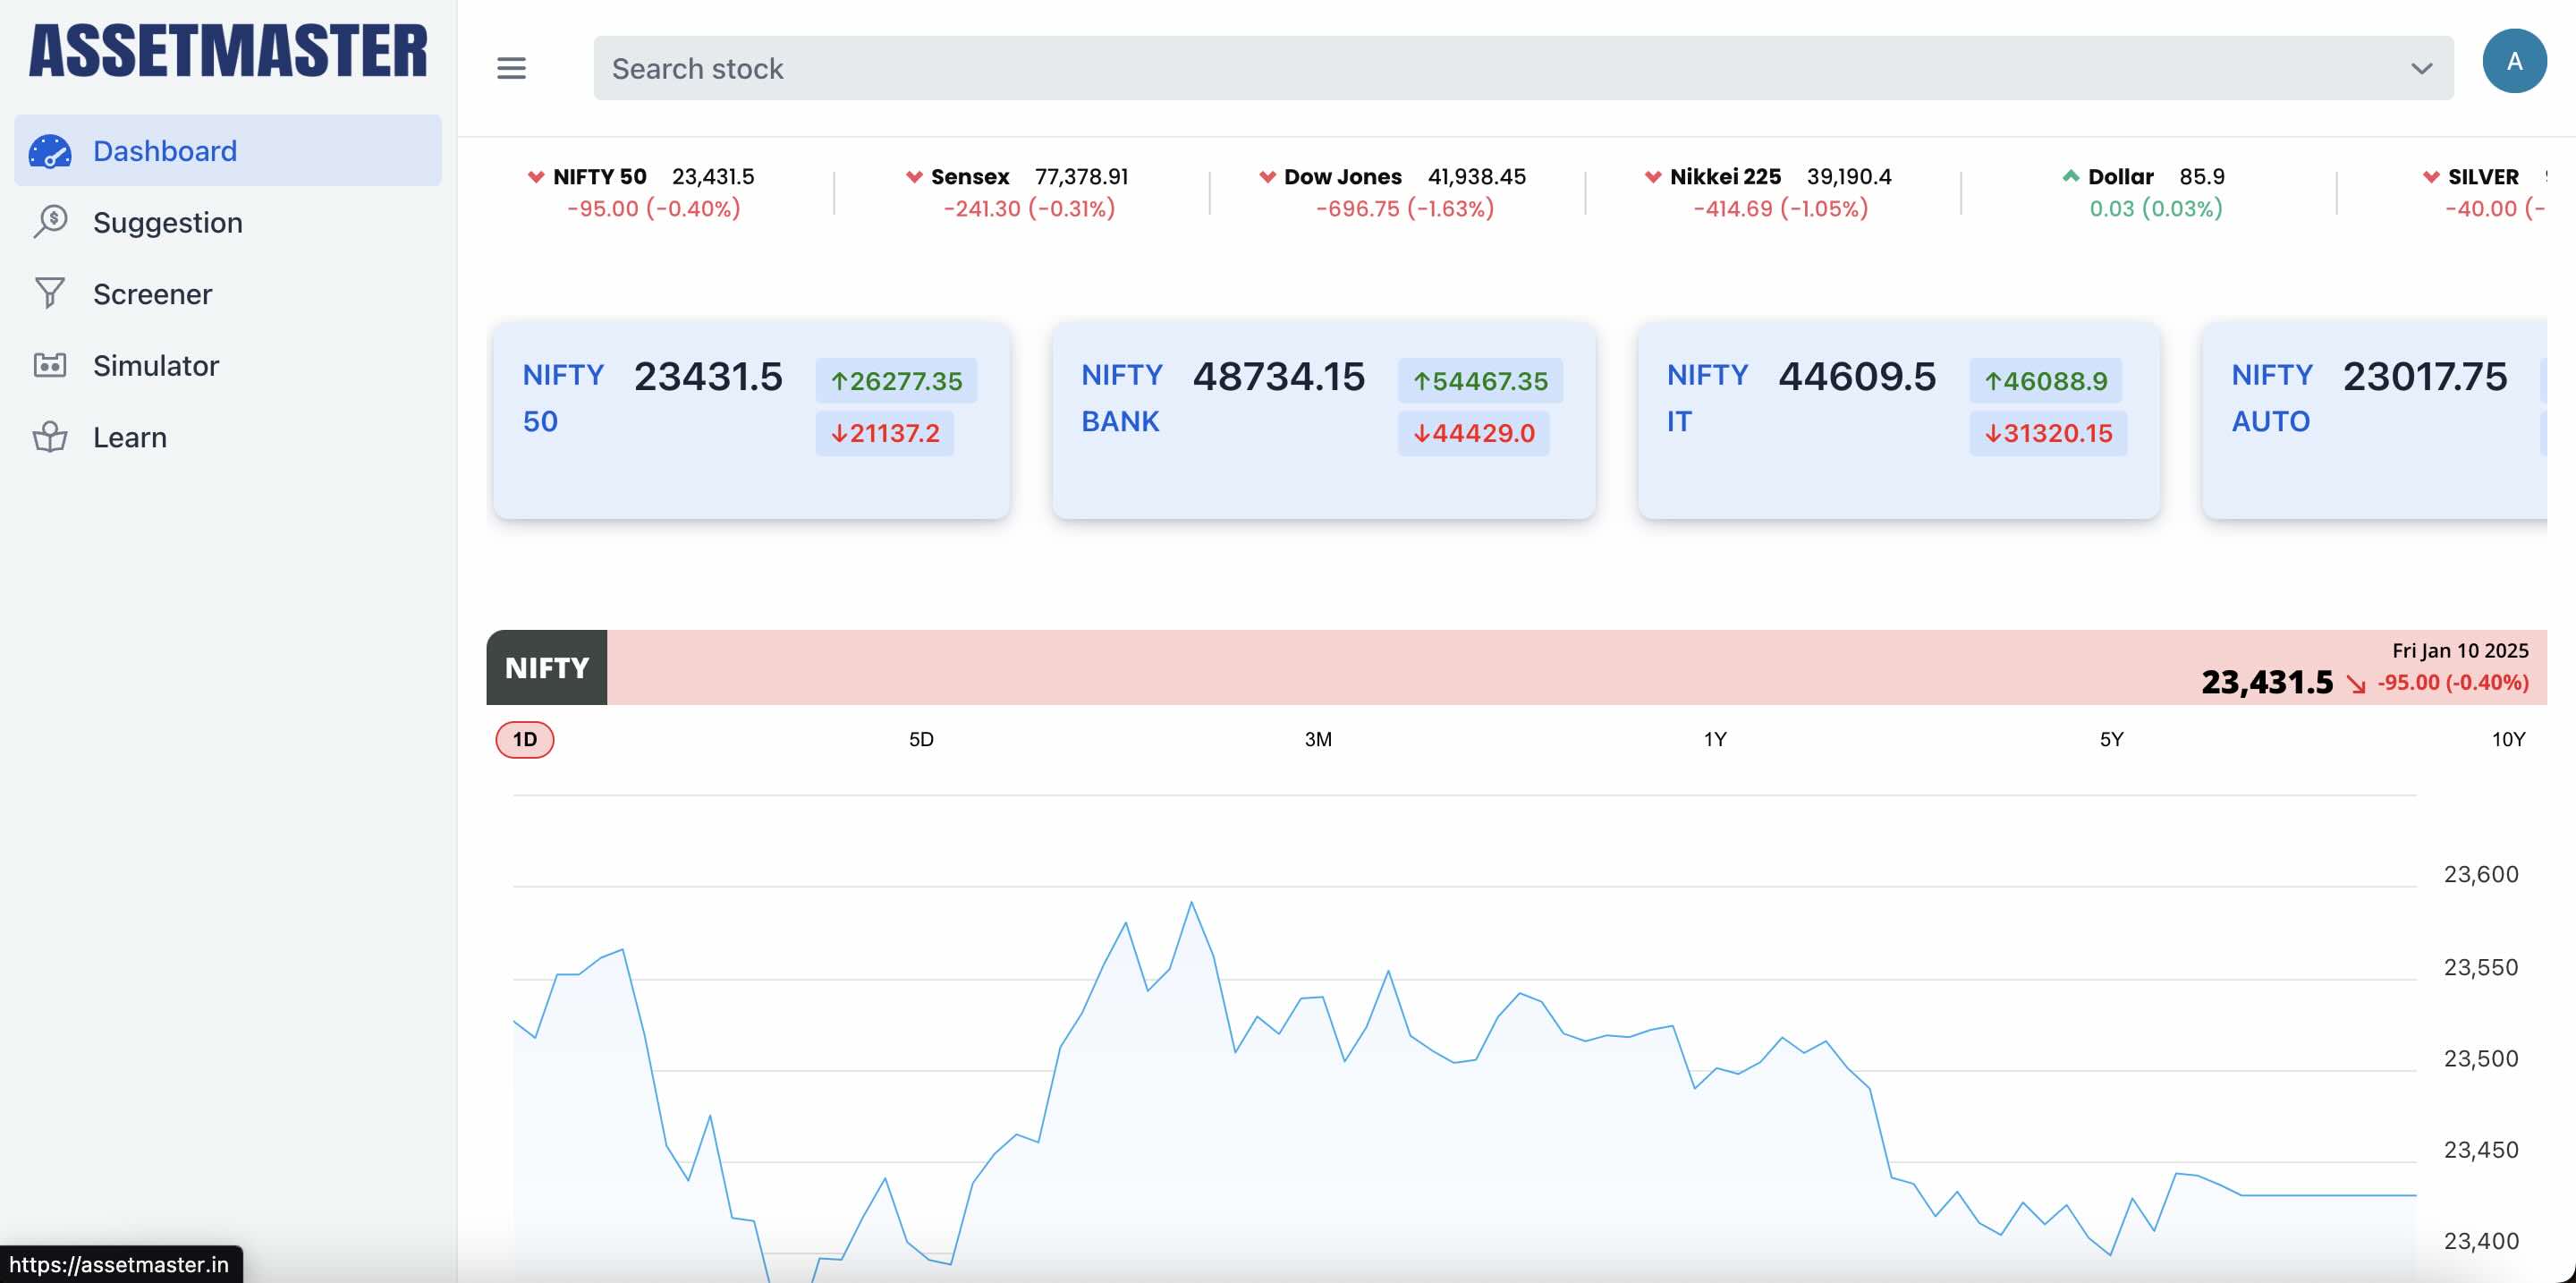 ASSETMASTER
Dashboard
Suggestion
Screener
Simulator
Learn
Search stock
A
NIFTY 50 23,431.5
-95.00 (-0.40%)
Sensex 77,378.91
-241.30 (-0.31%)
Dow Jones 41,938.45
-696.75 (-1.63%)
Nikkei 225 39,190.4
-414.69 (-1.05%)
Dollar 85.9
0.03 (0.03%)
SILVER
-40.00 (-
NIFTY 50
23431.5
↑26277.35
↓21137.2
NIFTY BANK
48734.15
↑54467.35
↓44429.0
NIFTY IT
44609.5
↑46088.9
↓31320.15
NIFTY AUTO
23017.75
NIFTY
Fri Jan 10 2025
23,431.5 ↘ -95.00 (-0.40%)
1D 5D 3M 1Y 5Y 10Y
23,600
23,550
23,500
23,450
23,400
https://assetmaster.in